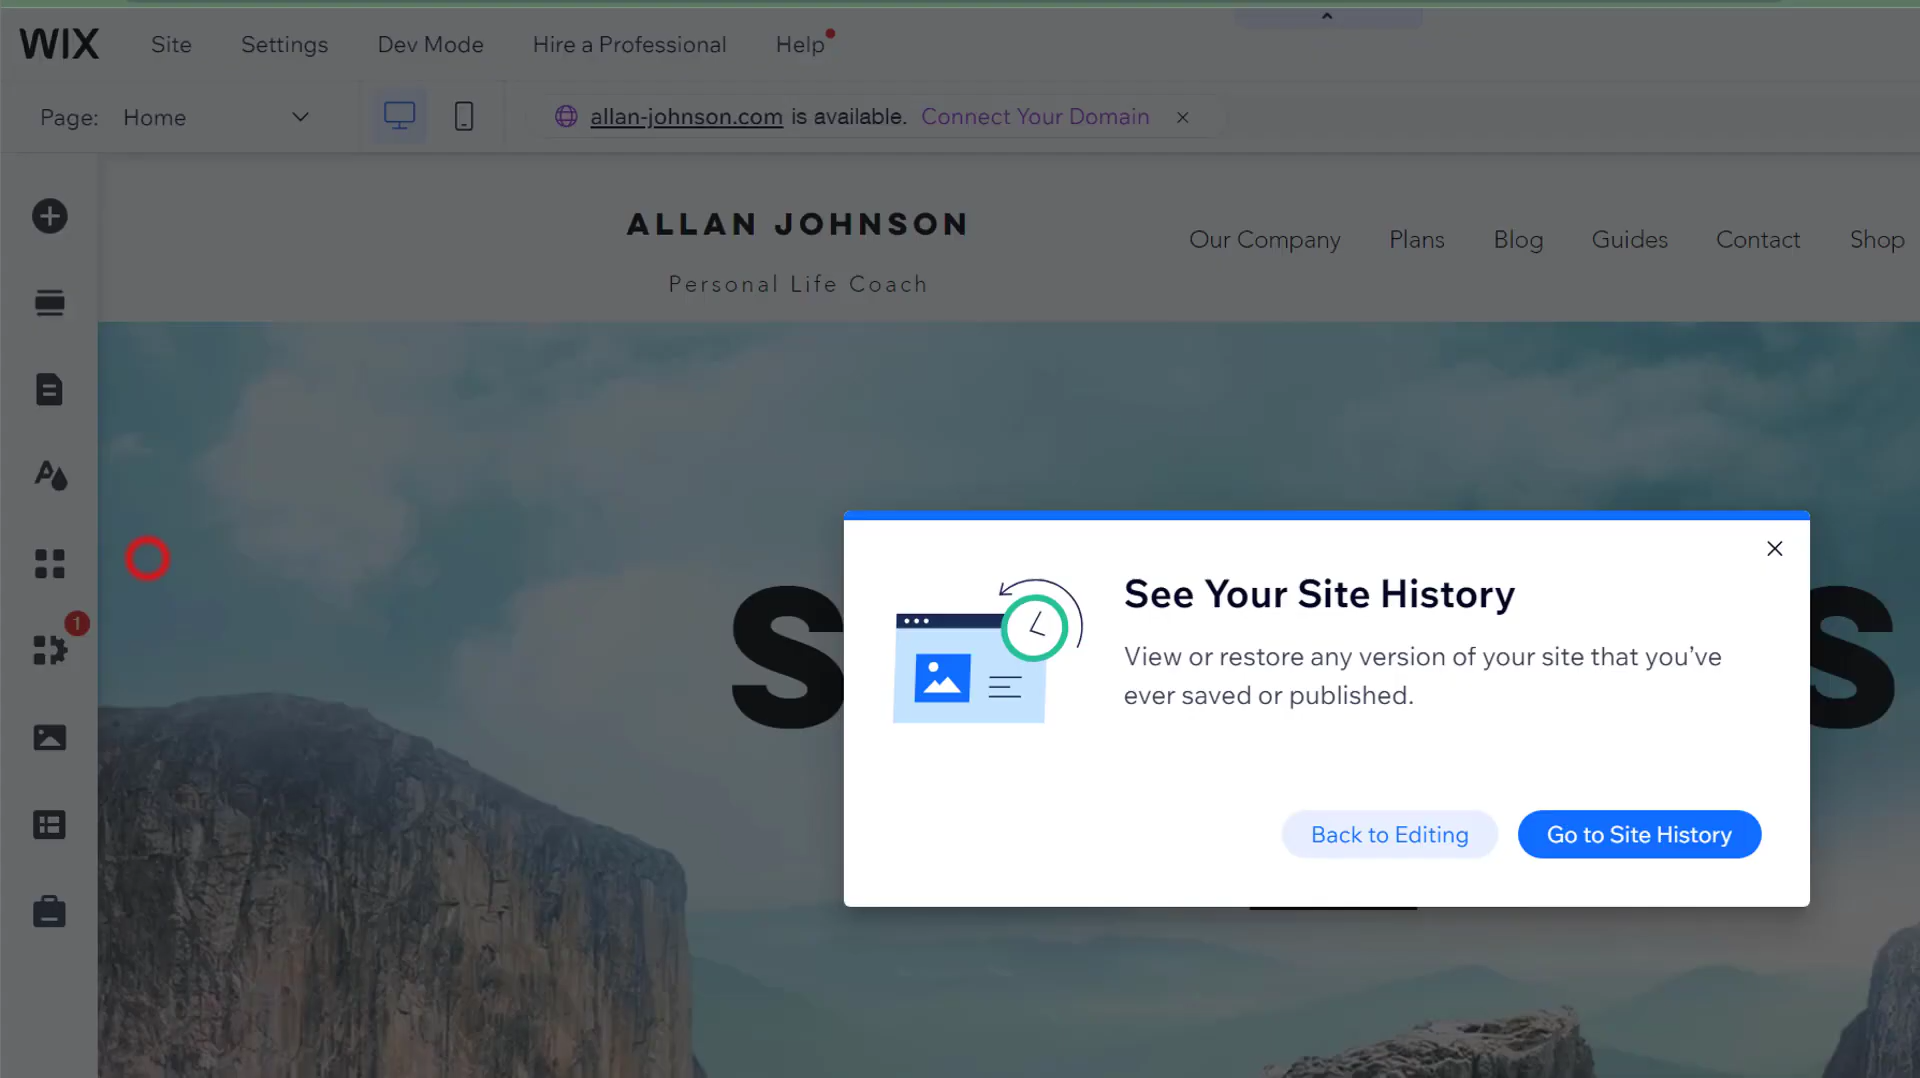 WIX Site Settings Dev Mode Hire a Professional Help
Page: Home allan-johnson.com is available. Connect Your Domain
ALLAN JOHNSON
Our Company Plans Blog Guides Contact Shop
Personal Life Coach
1
S S
See Your Site History
View or restore any version of your site that you’ve
ever saved or published.
Back to Editing Go to Site History